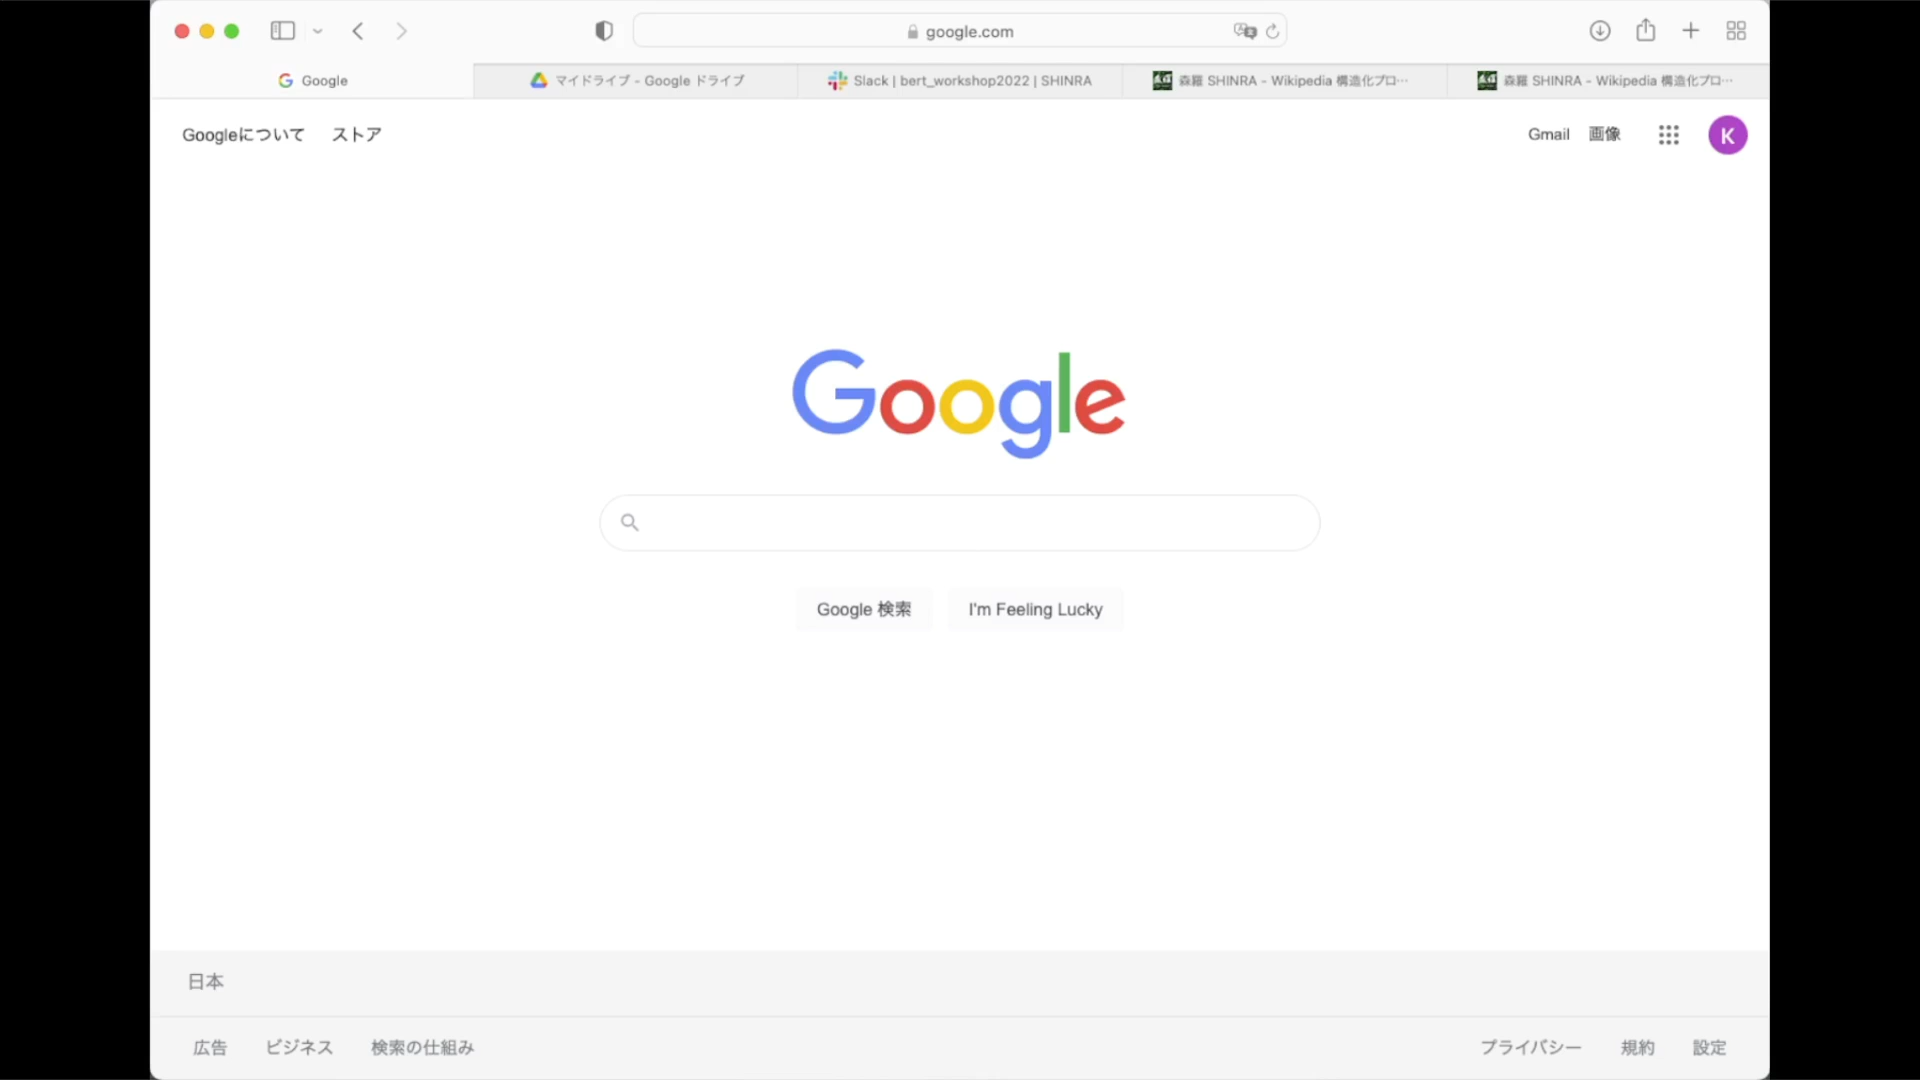 google.com
Google
マイドライブ - Google ドライブ
Slack | bert_workshop2022 | SHINRA
森羅 SHINRA - Wikipedia 構造化プロ…
森羅 SHINRA - Wikipedia 構造化プロ…
Googleについて ストア
Gmail 画像
K
Google
Google 検索 I'm Feeling Lucky
日本
広告 ビジネス 検索の仕組み
プライバシー 規約 設定